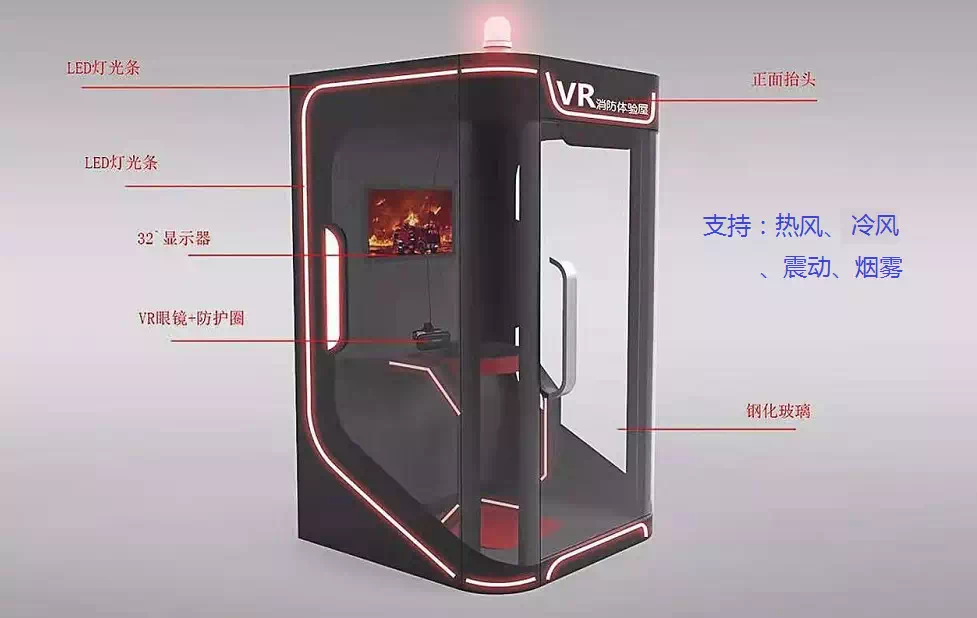 LED灯光条
正面抬头
VR消防体验屋
LED灯光条
支持：热风、冷风
、震动、烟雾
32`显示器
VR眼镜+防护圈
钢化玻璃